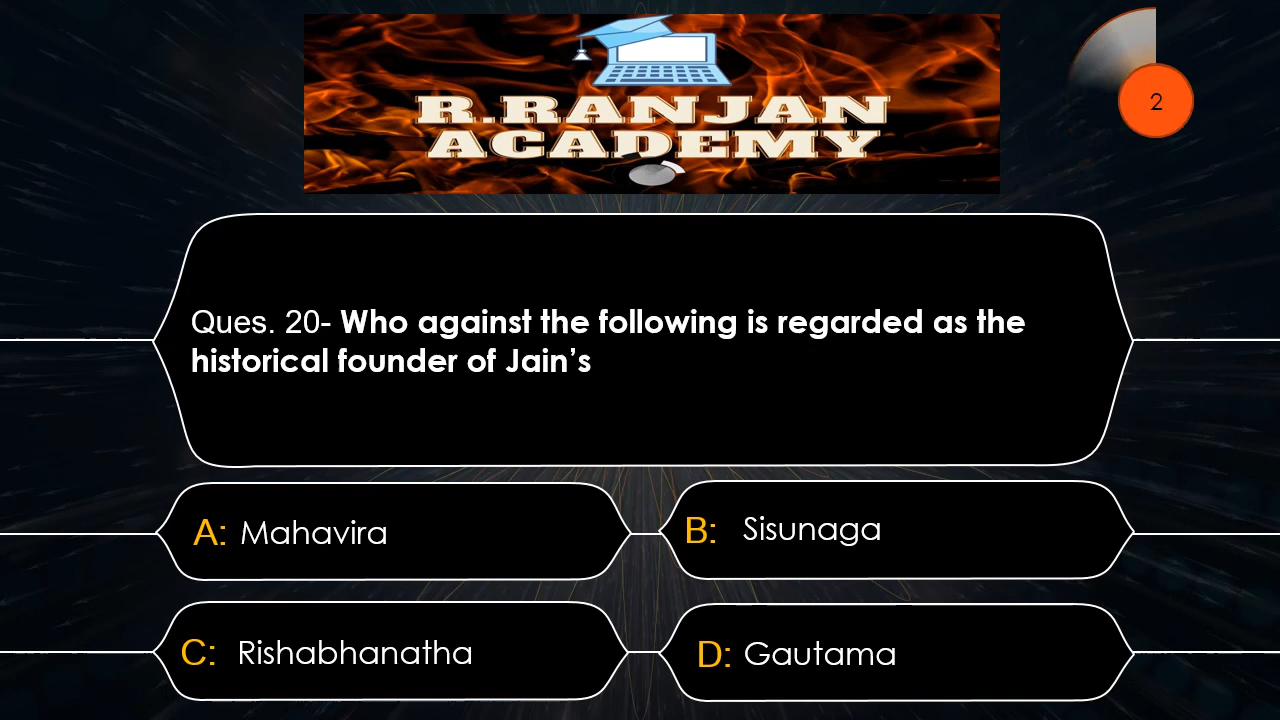 R.RANJAN
ACADEMY
2
Ques. 20- Who against the following is regarded as the
historical founder of Jain’s
A: Mahavira
B: Sisunaga
C: Rishabhanatha
D: Gautama